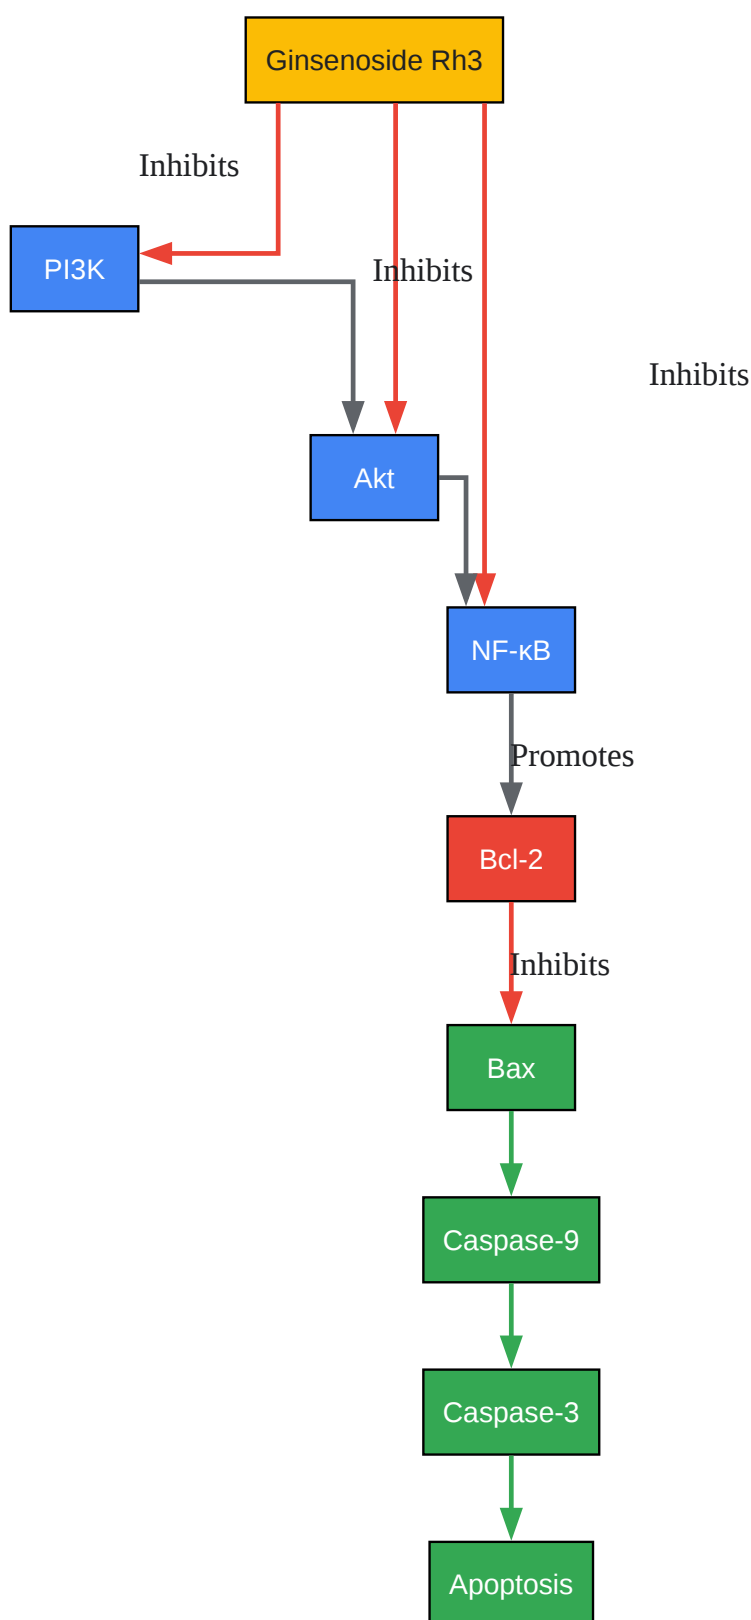 Ginsenoside Rh3
Inhibits
PI3K
Inhibits
Inhibits
Akt
NF-κB
Promotes
Bcl-2
Inhibits
Bax
Caspase-9
Caspase-3
Apoptosis